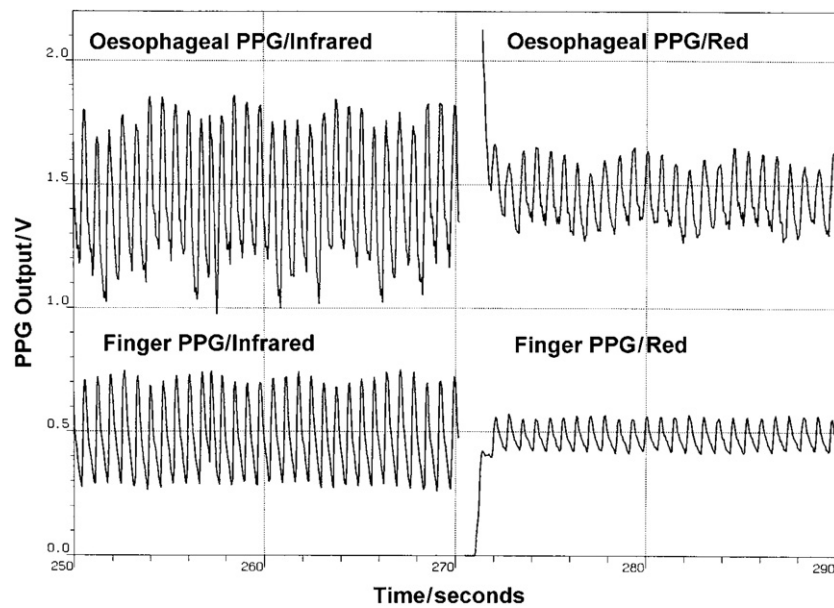 Oesophageal PPG/Infrared
Oesophageal PPG/Red
2.0
1.5
1.0
Finger PPG/Infrared
Finger PPG/Red
0.5
0.0
250
260
270
280
290
PPG Output/V
Time/seconds